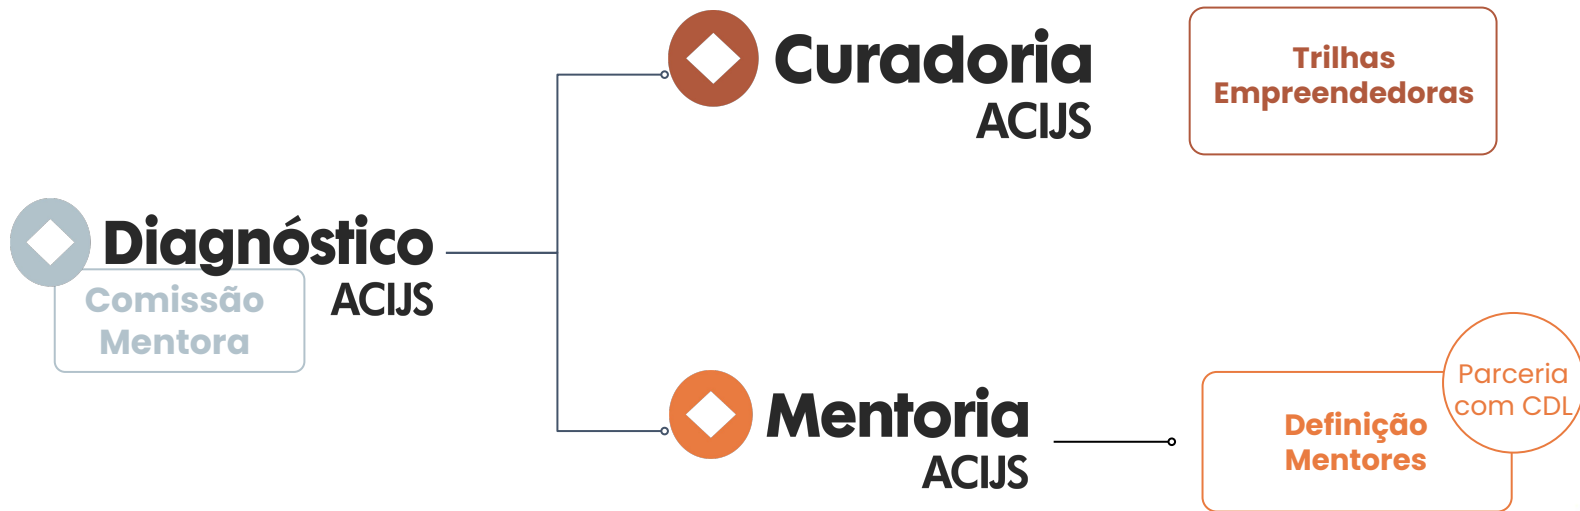 Curadoria
ACIJS
Trilhas
Empreendedoras
Diagnóstico
ACIJS
Comissão
Mentora
Mentoria
ACIJS
Definição
Mentores
Parceria
com CDL